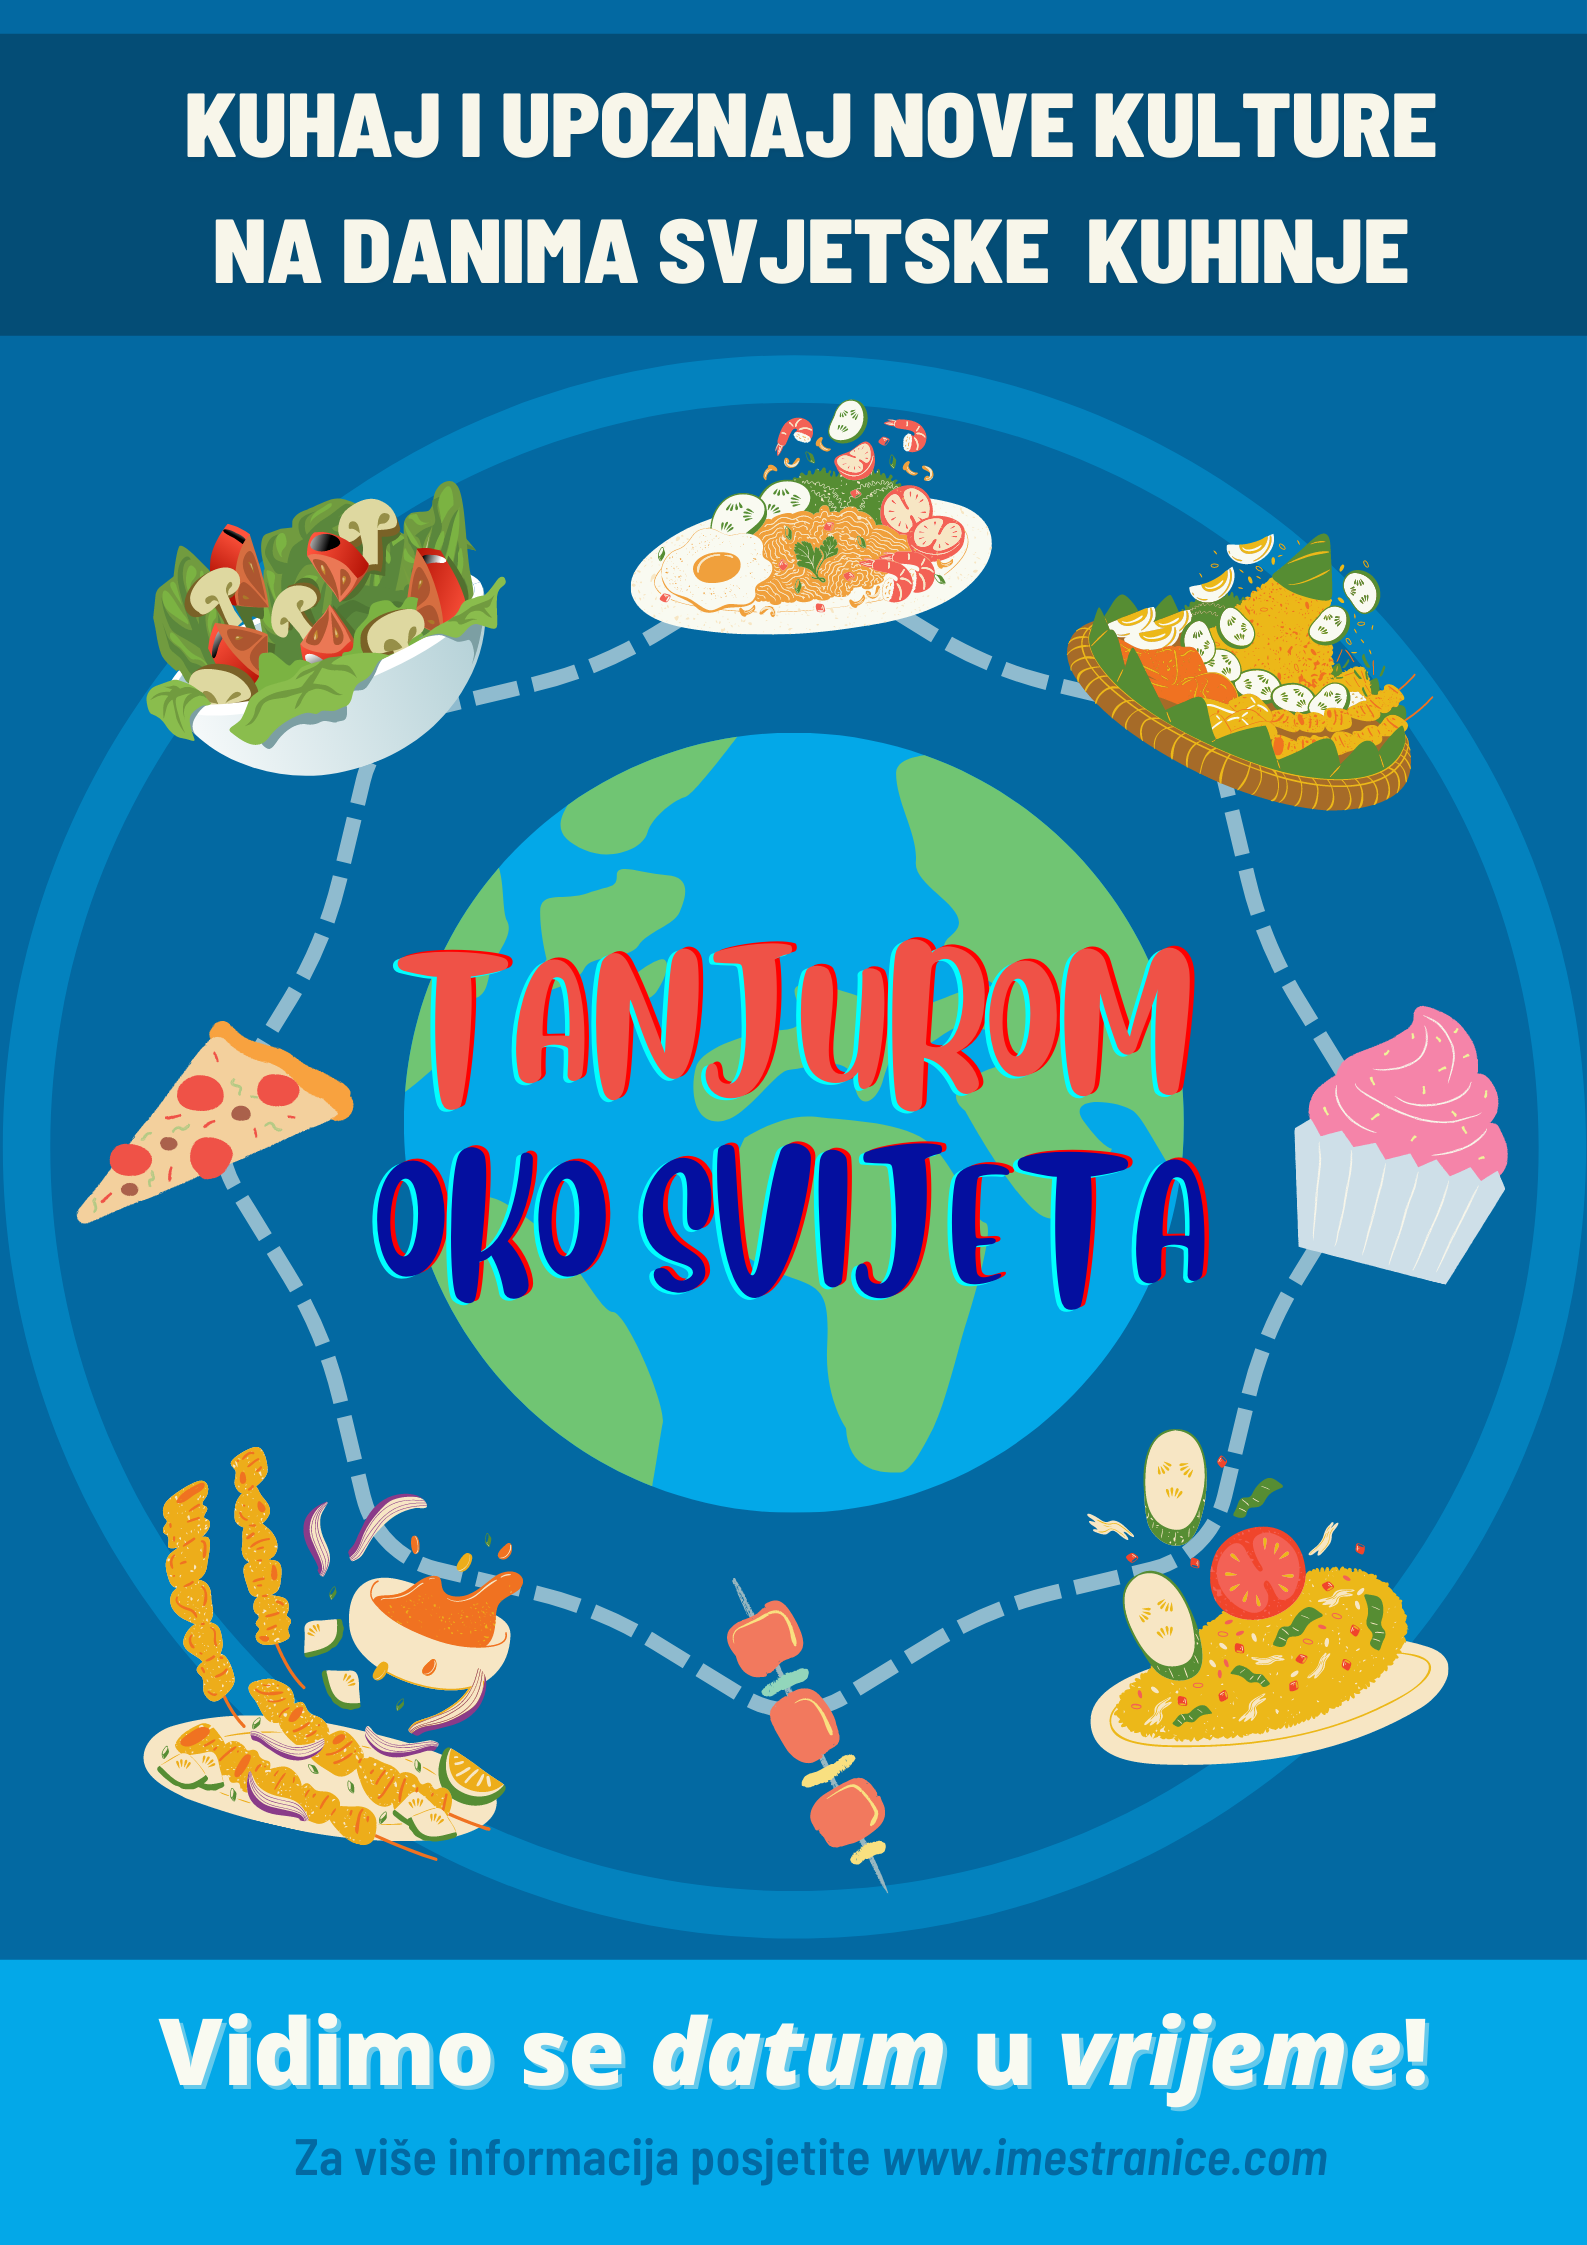 KUHAJ I UPOZNAJ NOVE KULTURE
NA DANIMA SVJETSKE KUHINJE
TANJUROM
OKO SVIJETA
Vidimo se datum u vrijeme!
Za više informacija posjetite www.imestranice.com